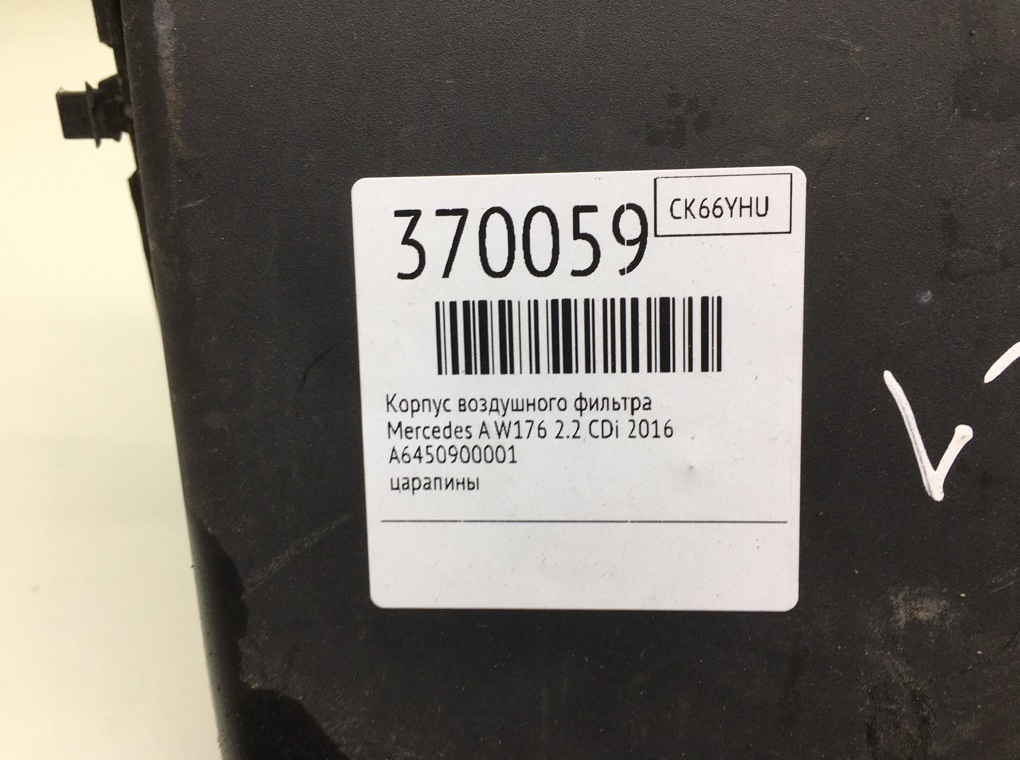 370059
CK66YHU
Корпус воздушного фильтра
Mercedes A W176 2.2 CDi 2016
A6450900001
царапины